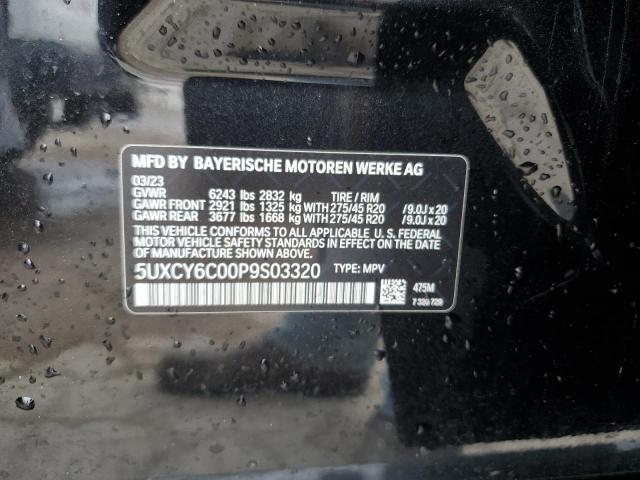 MFD BY BAYERISCHE MOTOREN WERKE AG
03/23
GVWR 6243 lbs 2832 kg TIRE / RIM
GAWR FRONT 2921 lbs 1325 kg WITH 275/45 R20 /9.0J x 20
GAWR REAR 3677 lbs 1668 kg WITH 275/45 R20 /9.0J x 20
THIS VEHICLE CONFORMS TO ALL APPLICABLE U. S. FEDERAL
MOTOR VEHICLE SAFETY STANDARDS IN EFFECT ON THE DATE
OF MANUFACTURE SHOWN ABOVE.
5UXCY6C00P9S03320 TYPE: MPV
475M
7 320 729